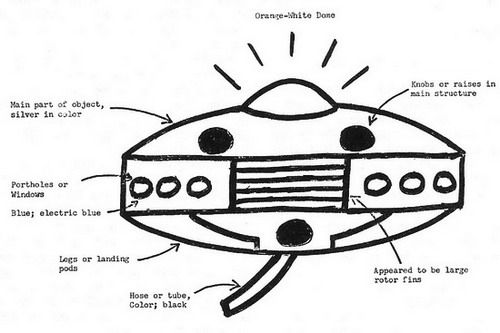 Orange-White Dome
Knobs or raises in
main structure
Main part of object,
silver in color
Portholes or
Windows
Blue; electric blue
Legs or landing
pods
Hose or tube,
Color; black
Appeared to be large
rotor fins